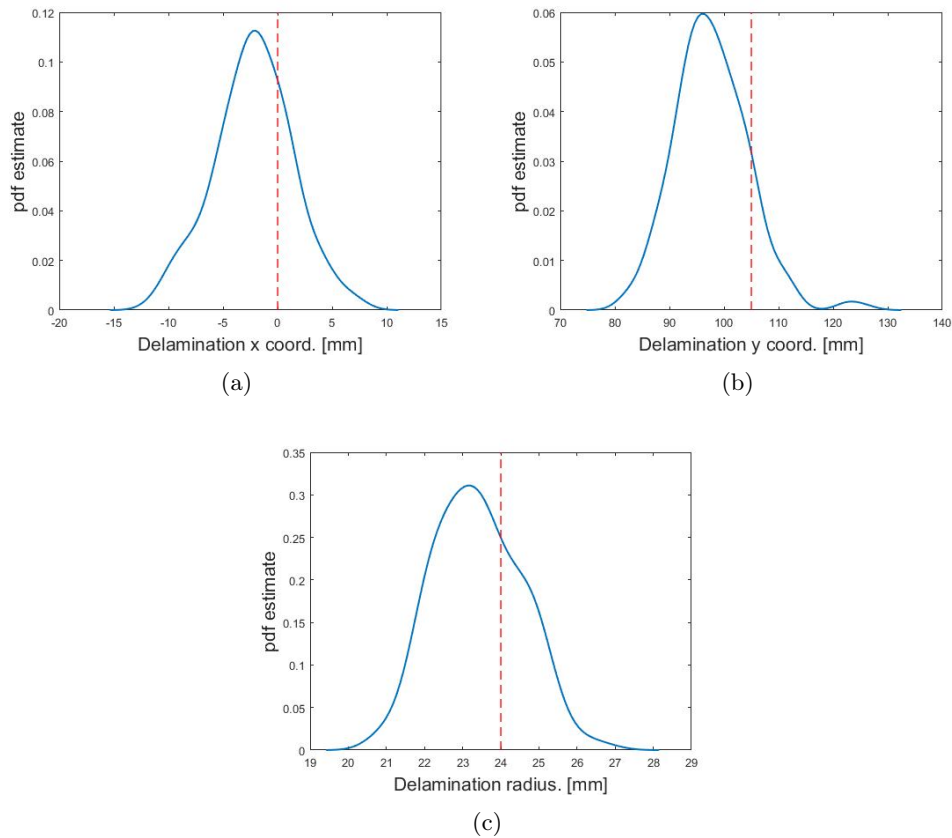 0.12
0.1
0.08
0.06
0.04
0.02
0
pdf estimate
-20 -15 -10 -5 0 5 10 15
Delamination x coord. [mm]
(a)
0.06
0.05
0.04
0.03
0.02
0.01
0
pdf estimate
70 80 90 100 110 120 130 140
Delamination y coord. [mm]
(b)
0.35
0.3
0.25
0.2
0.15
0.1
0.05
0
pdf estimate
19 20 21 22 23 24 25 26 27 28 29
Delamination radius. [mm]
(c)